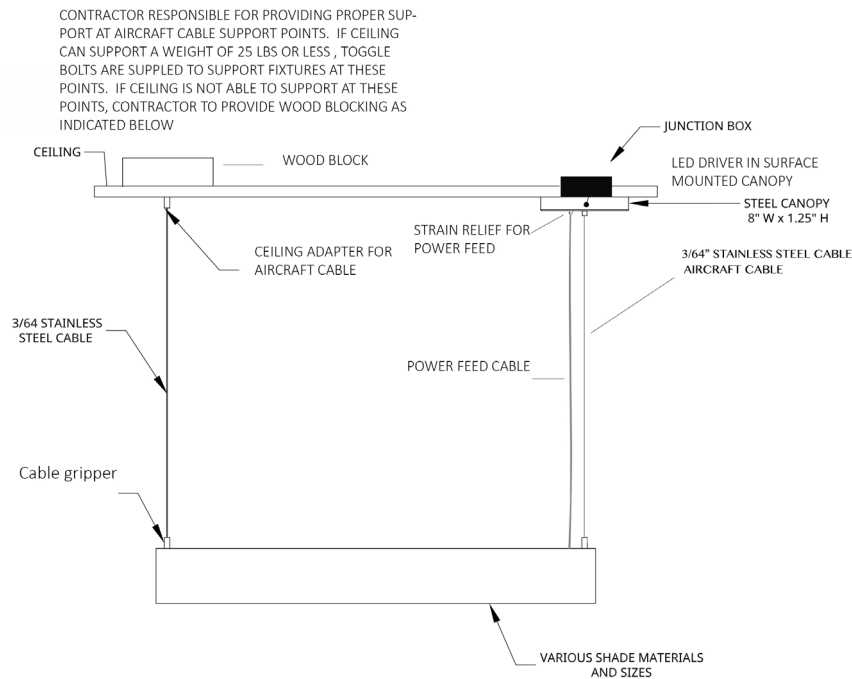 CONTRACTOR RESPONSIBLE FOR PROVIDING PROPER SUP-
PORT AT AIRCRAFT CABLE SUPPORT POINTS. IF CEILING
CAN SUPPORT A WEIGHT OF 25 LBS OR LESS , TOGGLE
BOLTS ARE SUPPLED TO SUPPORT FIXTURES AT THESE
POINTS. IF CEILING IS NOT ABLE TO SUPPORT AT THESE
POINTS, CONTRACTOR TO PROVIDE WOOD BLOCKING AS
INDICATED BELOW
JUNCTION BOX
CEILING
WOOD BLOCK
LED DRIVER IN SURFACE
MOUNTED CANOPY
STEEL CANOPY
8" W x 1.25" H
STRAIN RELIEF FOR
POWER FEED
CEILING ADAPTER FOR
AIRCRAFT CABLE
3/64" STAINLESS STEEL CABLE
AIRCRAFT CABLE
3/64 STAINLESS
STEEL CABLE
POWER FEED CABLE
Cable gripper
VARIOUS SHADE MATERIALS
AND SIZES